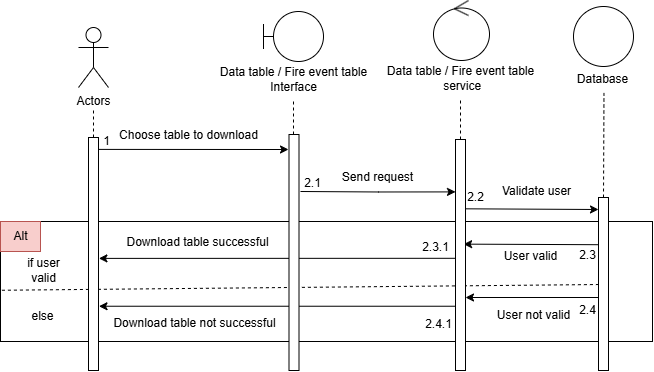 Data table / Fire event table
Interface
Data table / Fire event table
service
Database
Actors
1
Choose table to download
2.1
Send request
2.2
Validate user
Alt
Download table successful
2.3.1
User valid
2.3
if user
valid
else
Download table not successful
2.4.1
User not valid
2.4